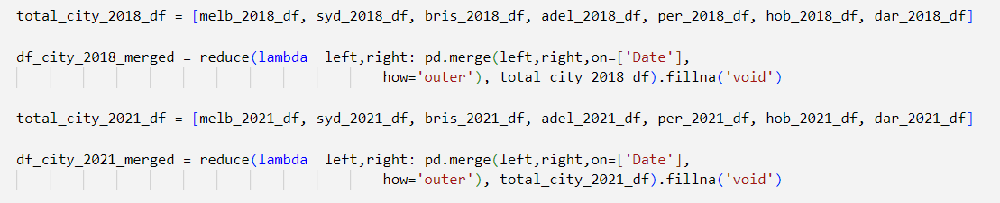 total_city_2018_df = [melb_2018_df, syd_2018_df, bris_2018_df, adel_2018_df, per_2018_df, hob_2018_df, dar_2018_df]
df_city_2018_merged = reduce(lambda  left,right: pd.merge(left,right,on=['Date'],
how='outer'), total_city_2018_df).fillna('void')
total_city_2021_df = [melb_2021_df, syd_2021_df, bris_2021_df, adel_2021_df, per_2021_df, hob_2021_df, dar_2021_df]
df_city_2021_merged = reduce(lambda  left,right: pd.merge(left,right,on=['Date'],
how='outer'), total_city_2021_df).fillna('void')